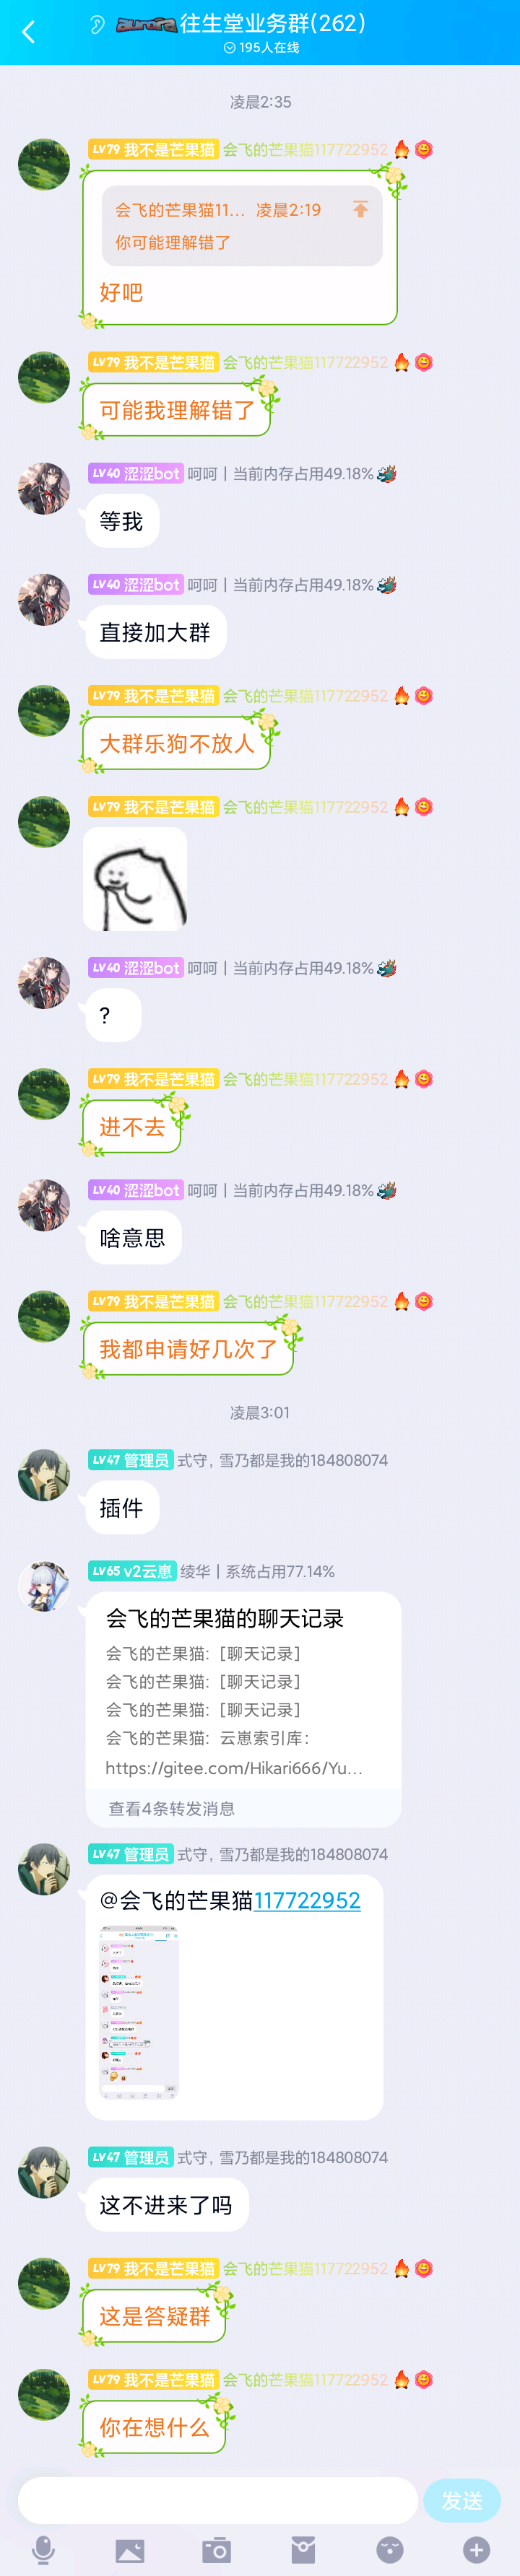 aurora往生堂业务群(262)
195人在线
凌晨2:35
LV79 我不是芒果猫 会飞的芒果猫117722952
会飞的芒果猫11... 凌晨2:19
你可能理解错了
好吧
LV79 我不是芒果猫 会飞的芒果猫117722952
可能我理解错了
LV40 涩涩bot 呵呵丨当前内存占用49.18%
等我
LV40 涩涩bot 呵呵丨当前内存占用49.18%
直接加大群
LV79 我不是芒果猫 会飞的芒果猫117722952
大群乐狗不放人
LV79 我不是芒果猫 会飞的芒果猫117722952
LV40 涩涩bot 呵呵丨当前内存占用49.18%
?
LV79 我不是芒果猫 会飞的芒果猫117722952
进不去
LV40 涩涩bot 呵呵丨当前内存占用49.18%
啥意思
LV79 我不是芒果猫 会飞的芒果猫117722952
我都申请好几次了
凌晨3:01
LV47 管理员 式守，雪乃都是我的184808074
插件
LV65 v2云崽 绫华丨系统占用77.14%
会飞的芒果猫的聊天记录
会飞的芒果猫: [聊天记录]
会飞的芒果猫: [聊天记录]
会飞的芒果猫: [聊天记录]
会飞的芒果猫: 云崽索引库：
https://gitee.com/Hikari666/Yu...
查看4条转发消息
LV47 管理员 式守，雪乃都是我的184808074
@会飞的芒果猫117722952
LV47 管理员 式守，雪乃都是我的184808074
这不进来了吗
LV79 我不是芒果猫 会飞的芒果猫117722952
这是答疑群
LV79 我不是芒果猫 会飞的芒果猫117722952
你在想什么
发送